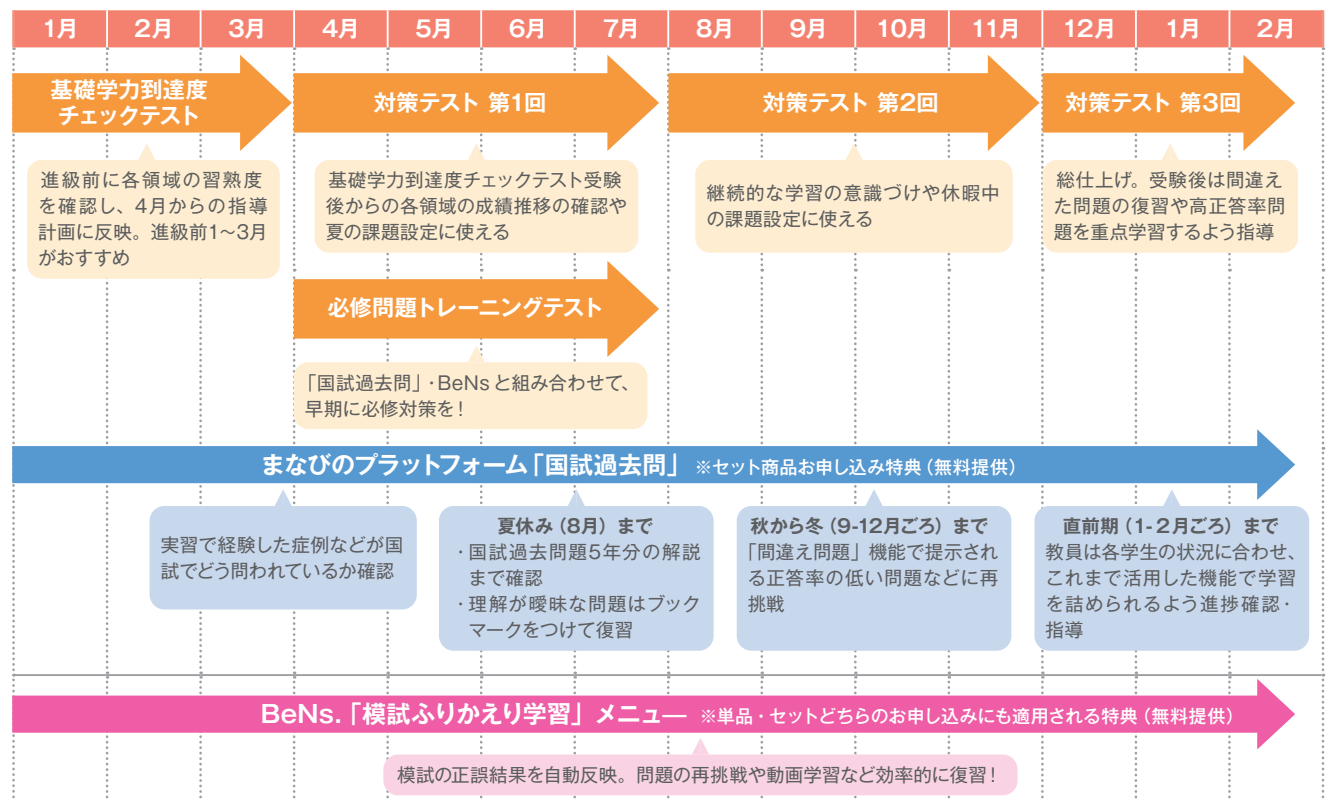 1月 2月 3月 4月 5月 6月 7月 8月 9月 10月 11月 12月 1月 2月
基礎学力到達度
チェックテスト
対策テスト 第1回
対策テスト 第2回
対策テスト 第3回
進級前に各領域の習熟度
を確認し、4月からの指導
計画に反映。進級前1～3月
がおすすめ
基礎学力到達度チェックテスト受験
後からの各領域の成績推移の確認や
夏の課題設定に使える
継続的な学習の意識づけや休暇中
の課題設定に使える
総仕上げ。受験後は間違え
た問題の復習や高正答率問
題を重点学習するよう指導
必修問題トレーニングテスト
「国試過去問」・BeNsと組み合わせて、
早期に必修対策を！
まなびのプラットフォーム「国試過去問」 ※セット商品お申し込み特典（無料提供）
実習で経験した症例などが国
試でどう問われているか確認
夏休み（8月）まで
・国試過去問題5年分の解説
まで確認
・理解が曖昧な問題はブック
マークをつけて復習
秋から冬（9-12月ごろ）まで
「間違え問題」機能で提示され
る正答率の低い問題などに再
挑戦
直前期（1-2月ごろ）まで
教員は各学生の状況に合わせ、
これまで活用した機能で学習
を詰められるよう進捗確認・
指導
BeNs.「模試ふりかえり学習」メニュー ※単品・セットどちらのお申し込みにも適用される特典（無料提供）
模試の正誤結果を自動反映。問題の再挑戦や動画学習など効率的に復習！